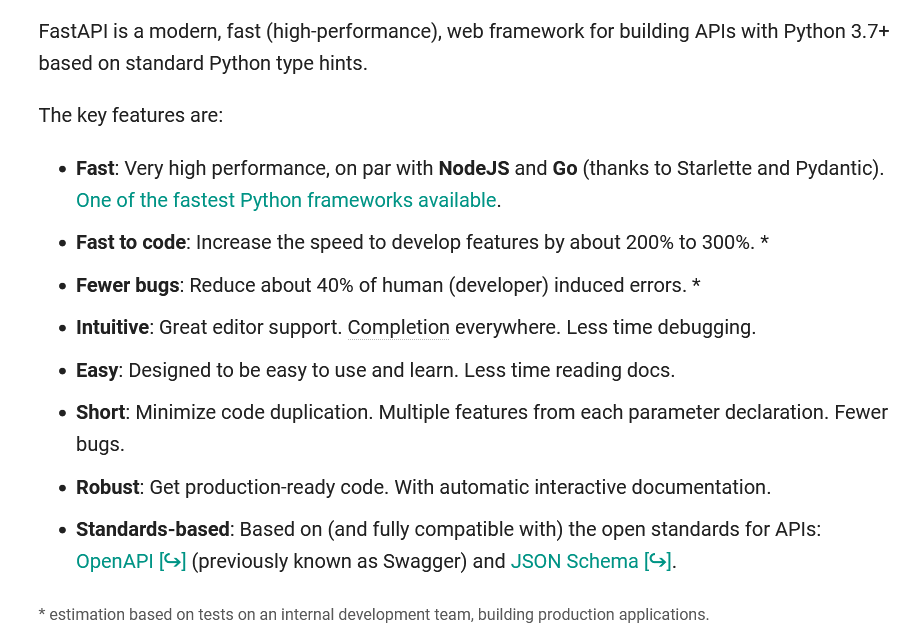 FastAPI is a modern, fast (high-performance), web framework for building APIs with Python 3.7+
based on standard Python type hints.
The key features are:
• Fast: Very high performance, on par with NodeJS and Go (thanks to Starlette and Pydantic).
One of the fastest Python frameworks available.
• Fast to code: Increase the speed to develop features by about 200% to 300%. *
• Fewer bugs: Reduce about 40% of human (developer) induced errors. *
• Intuitive: Great editor support. Completion everywhere. Less time debugging.
• Easy: Designed to be easy to use and learn. Less time reading docs.
• Short: Minimize code duplication. Multiple features from each parameter declaration. Fewer
bugs.
• Robust: Get production-ready code. With automatic interactive documentation.
• Standards-based: Based on (and fully compatible with) the open standards for APIs:
OpenAPI [↪] (previously known as Swagger) and JSON Schema [↪].
* estimation based on tests on an internal development team, building production applications.